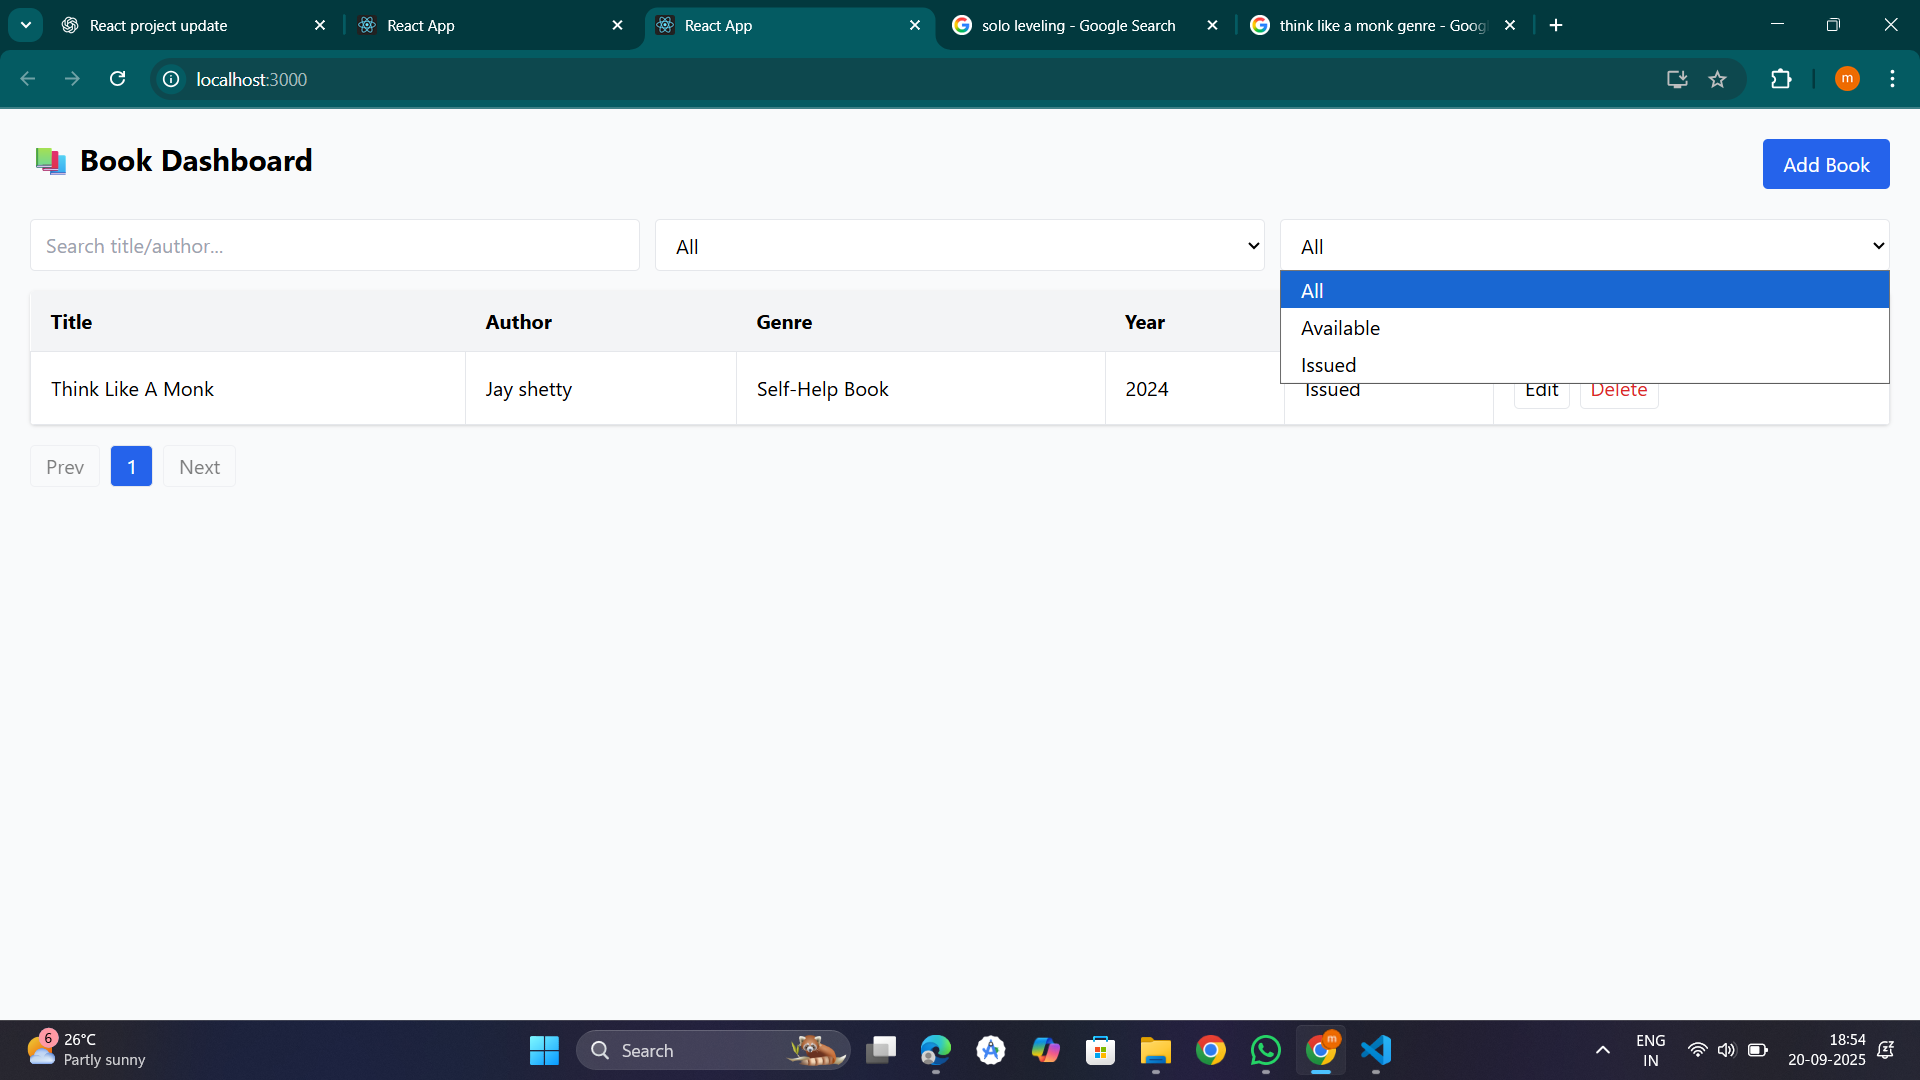 React project update
React App
React App
solo leveling - Google Search
think like a monk genre - Goog
localhost:3000
m
Book Dashboard
Add Book
Search title/author...
All
All
All
Available
Issued
Title
Author
Genre
Year
Think Like A Monk
Jay shetty
Self-Help Book
2024
Issued
Edit
Delete
Prev
1
Next
6
26°C
Partly sunny
Search
m
ENG
IN
18:54
20-09-2025